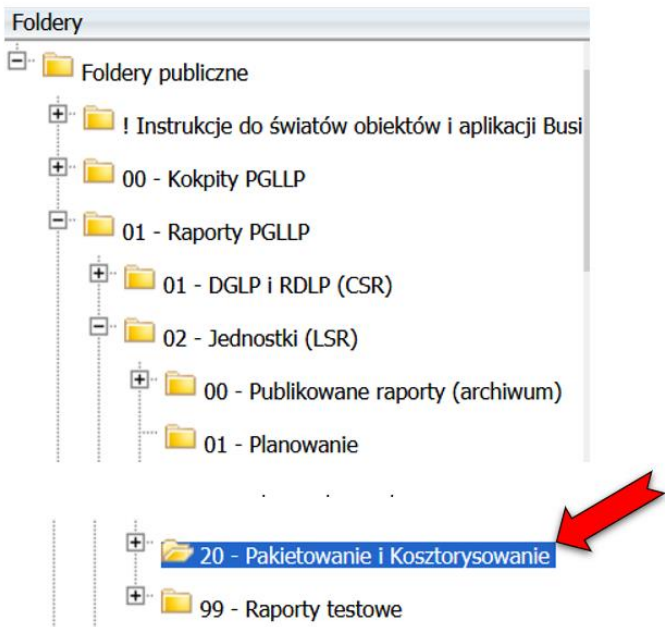 Foldery
Foldery publiczne
! Instrukcje do światów obiektów i aplikacji Busi
00 - Kokpity PGLLP
01 - Raporty PGLLP
01 - DGLP i RDLP (CSR)
02 - Jednostki (LSR)
00 - Publikowane raporty (archiwum)
01 - Planowanie
. . .
20 - Pakietowanie i Kosztorysowanie
99 - Raporty testowe